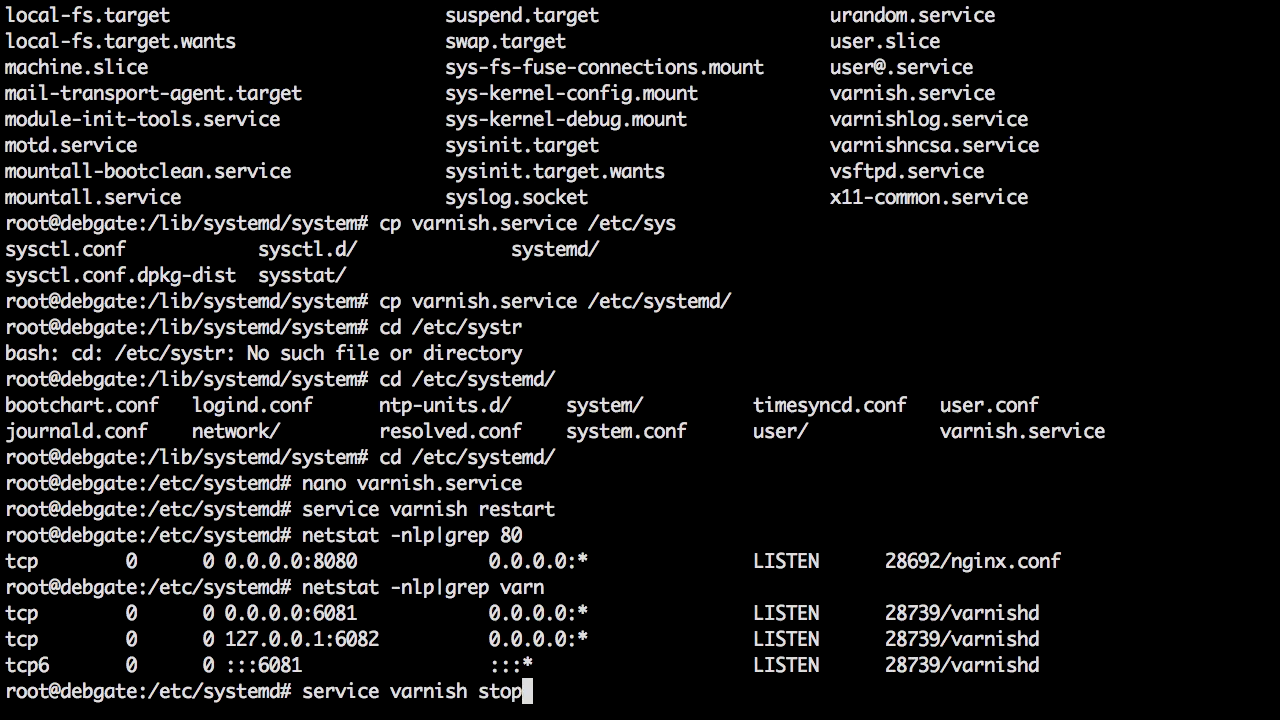 local-fs.target                         suspend.target                     urandom.service
local-fs.target.wants                   swap.target                        user.slice
machine.slice                           sys-fs-fuse-connections.mount      user@.service
mail-transport-agent.target             sys-kernel-config.mount            varnish.service
module-init-tools.service               sys-kernel-debug.mount             varnishlog.service
motd.service                            sysinit.target                     varnishncsa.service
mountall-bootclean.service              sysinit.target.wants               vsftpd.service
mountall.service                        syslog.socket                      x11-common.service
root@debgate:/lib/systemd/system# cp varnish.service /etc/sys
sysctl.conf            sysctl.d/              systemd/
sysctl.conf.dpkg-dist  sysstat/
root@debgate:/lib/systemd/system# cp varnish.service /etc/systemd/
root@debgate:/lib/systemd/system# cd /etc/systr
bash: cd: /etc/systr: No such file or directory
root@debgate:/lib/systemd/system# cd /etc/systemd/
bootchart.conf   logind.conf      ntp-units.d/     system/          timesyncd.conf   user.conf
journald.conf    network/         resolved.conf    system.conf      user/            varnish.service
root@debgate:/lib/systemd/system# cd /etc/systemd/
root@debgate:/etc/systemd# nano varnish.service
root@debgate:/etc/systemd# service varnish restart
root@debgate:/etc/systemd# netstat -nlp|grep 80
tcp        0      0 0.0.0.0:8080            0.0.0.0:*               LISTEN      28692/nginx.conf
root@debgate:/etc/systemd# netstat -nlp|grep varn
tcp        0      0 0.0.0.0:6081            0.0.0.0:*               LISTEN      28739/varnishd
tcp        0      0 127.0.0.1:6082          0.0.0.0:*               LISTEN      28739/varnishd
tcp6       0      0 :::6081                 :::*                    LISTEN      28739/varnishd
root@debgate:/etc/systemd# service varnish stop